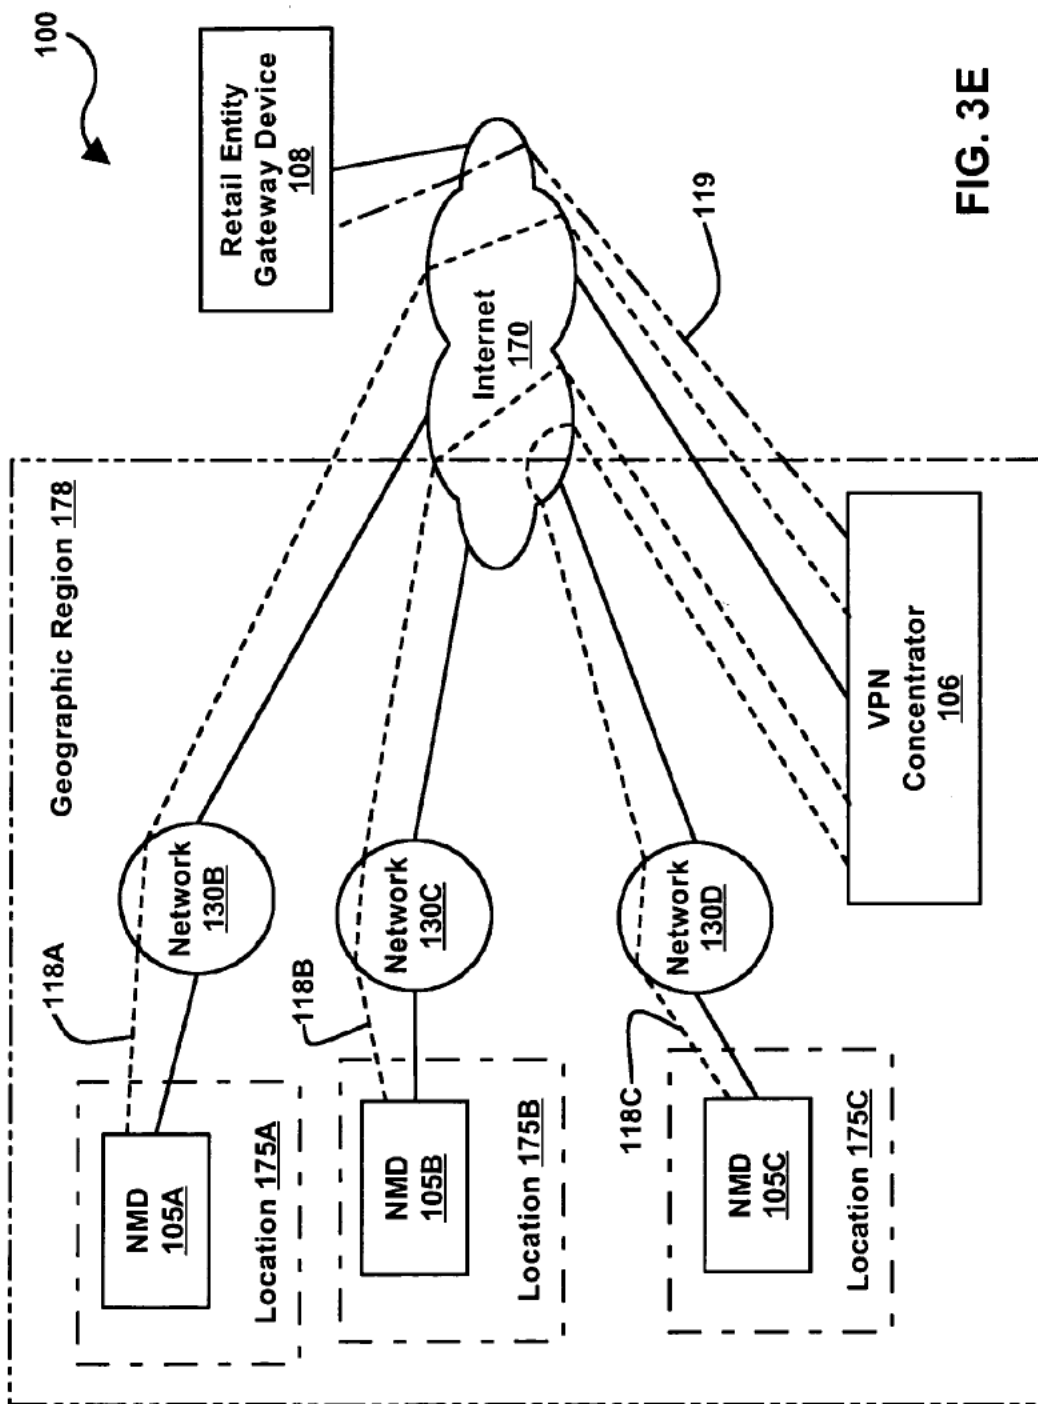 100
Retail Entity
Gateway Device
108
Geographic Region 178
Internet
170
119
118A
Network
130B
118B
Network
130C
118C
Network
130D
NMD
105A
Location 175A
NMD
105B
Location 175B
NMD
105C
Location 175C
VPN
Concentrator
106
FIG. 3E